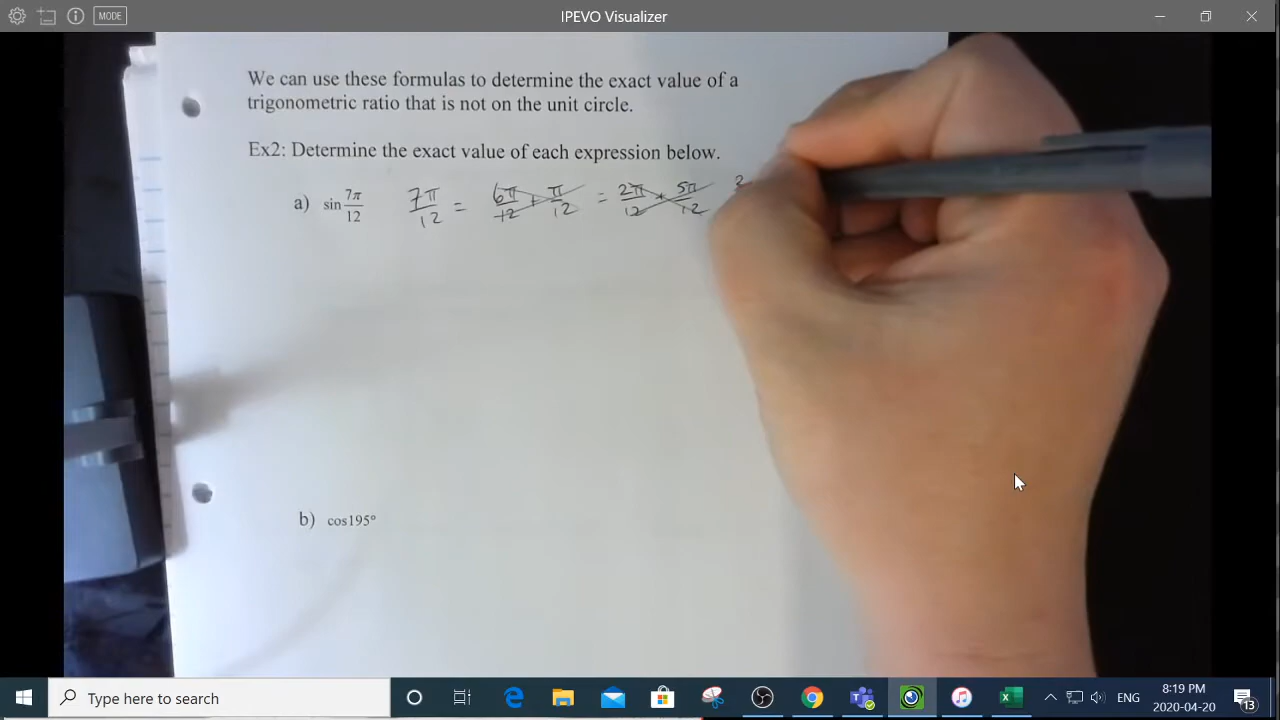 MODE
IPEVO Visualizer
We can use these formulas to determine the exact value of a
trigonometric ratio that is not on the unit circle.
Ex2: Determine the exact value of each expression below.
a) sin 7π/12 7π/12 = 6π/12 + π/12 = 2π/12 + 5π/12
b) cos195°
Type here to search
ENG
8:19 PM
2020-04-20
13